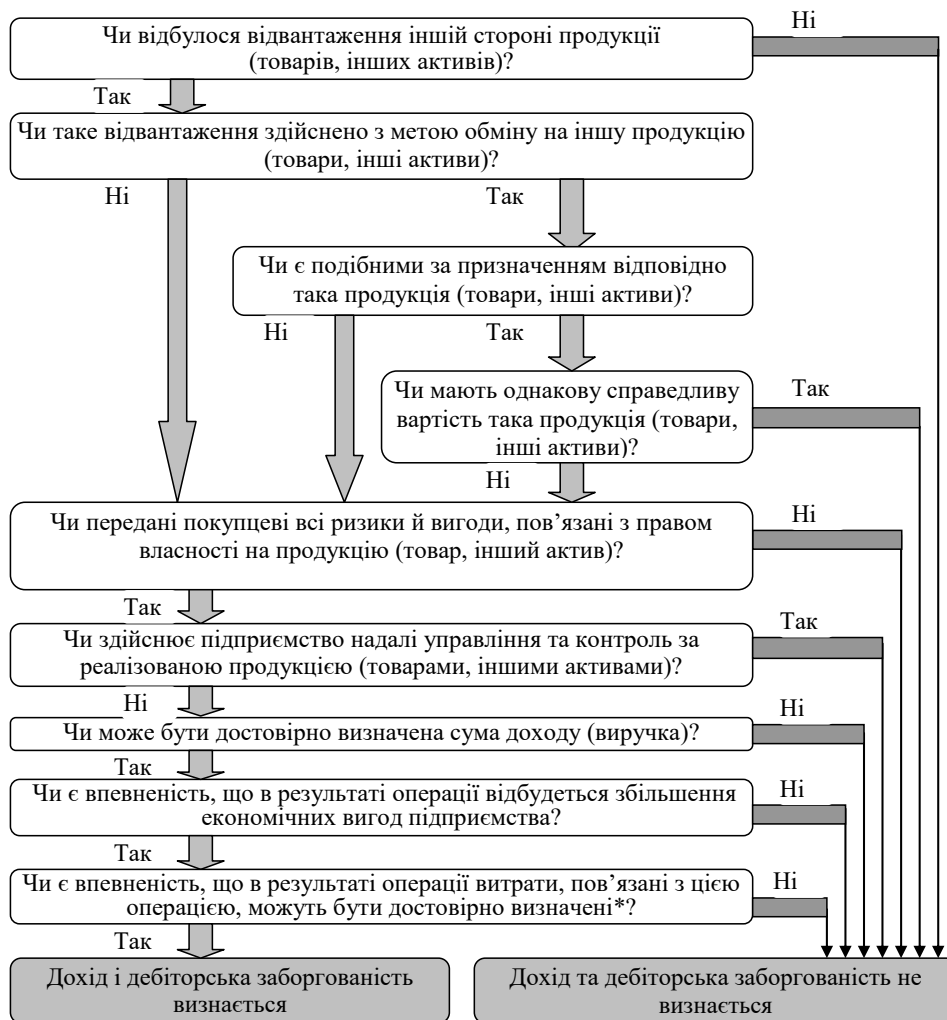 Ні
Чи відбулося відвантаження іншій стороні продукції
(товарів, інших активів)?
Так
Чи таке відвантаження здійснено з метою обміну на іншу продукцію
(товари, інші активи)?
Ні
Так
Чи є подібними за призначенням відповідно
така продукція (товари, інші активи)?
Ні
Так
Чи мають однакову справедливу
вартість така продукція (товари,
інші активи)?
Так
Ні
Чи передані покупцеві всі ризики й вигоди, пов’язані з правом
власності на продукцію (товар, інший актив)?
Ні
Так
Чи здійснює підприємство надалі управління та контроль за
реалізованою продукцією (товарами, іншими активами)?
Так
Ні
Чи може бути достовірно визначена сума доходу (виручка)?
Ні
Так
Чи є впевненість, що в результаті операції відбудеться збільшення
економічних вигод підприємства?
Ні
Так
Чи є впевненість, що в результаті операції витрати, пов’язані з цією
операцією, можуть бути достовірно визначені*?
Ні
Так
Дохід і дебіторська заборгованість
визнається
Дохід та дебіторська заборгованість не
визнається